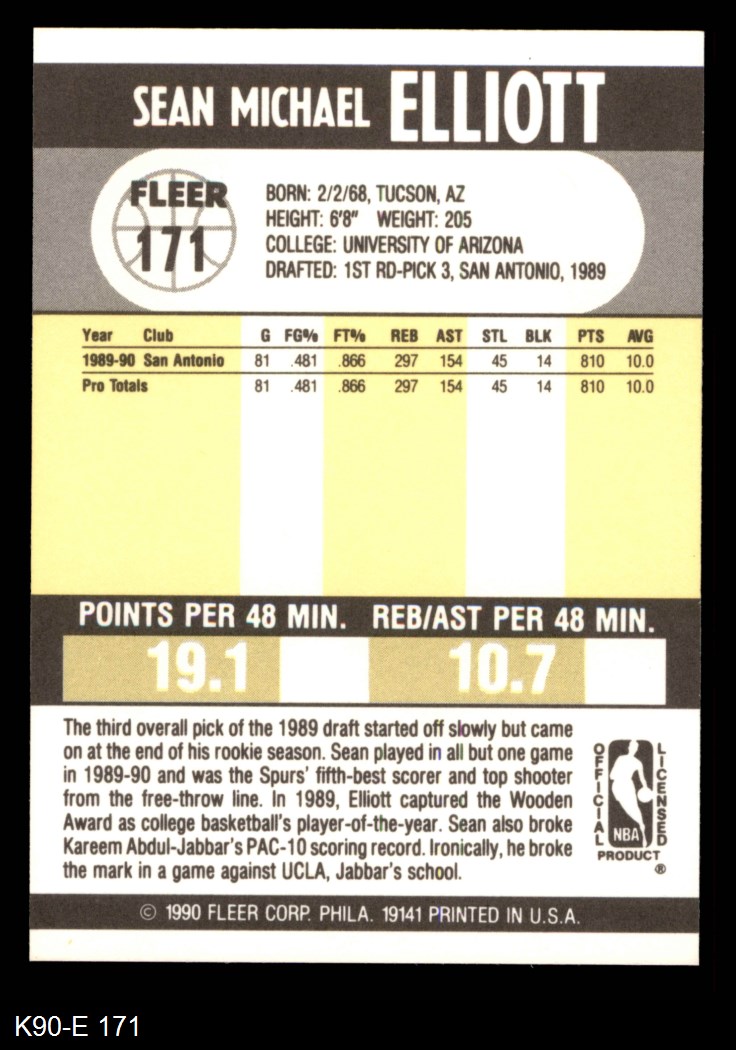 SEAN MICHAEL ELLIOTT
FLEER
171
BORN: 2/2/68, TUCSON, AZ
HEIGHT: 6'8" WEIGHT: 205
COLLEGE: UNIVERSITY OF ARIZONA
DRAFTED: 1ST RD-PICK 3, SAN ANTONIO, 1989
Year Club G FG% FT% REB AST STL BLK PTS AVG
1989-90 San Antonio 81 .481 .866 297 154 45 14 810 10.0
Pro Totals 81 .481 .866 297 154 45 14 810 10.0
POINTS PER 48 MIN. REB/AST PER 48 MIN.
19.1 10.7
The third overall pick of the 1989 draft started off slowly but came
on at the end of his rookie season. Sean played in all but one game
in 1989-90 and was the Spurs' fifth-best scorer and top shooter
from the free-throw line. In 1989, Elliott captured the Wooden
Award as college basketball's player-of-the-year. Sean also broke
Kareem Abdul-Jabbar's PAC-10 scoring record. Ironically, he broke
the mark in a game against UCLA, Jabbar's school.
OFFICIAL
NBA
LICENSED
PRODUCT
®
© 1990 FLEER CORP. PHILA. 19141 PRINTED IN U.S.A.
K90-E 171